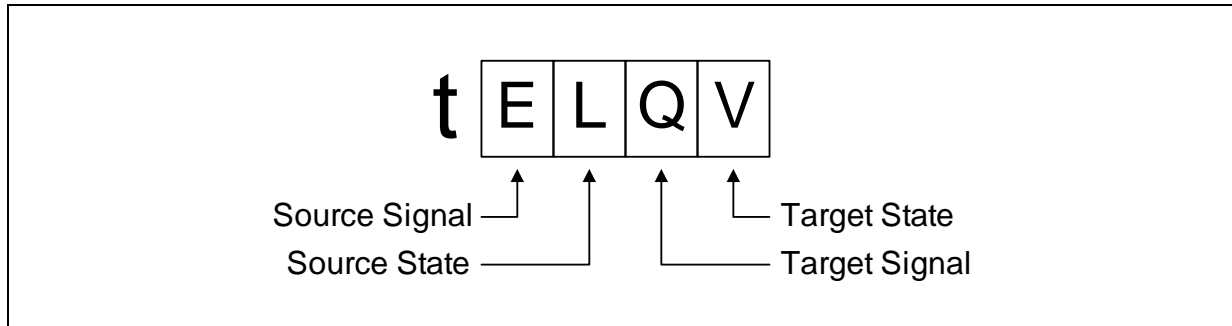 t E L Q V
Source Signal Target State
Source State Target Signal